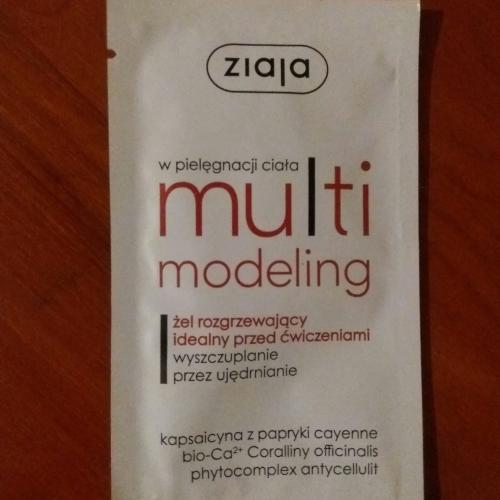 ziaja
w pielęgnacji ciała
multi
modeling
żel rozgrzewający
idealny przed ćwiczeniami
wyszczuplanie
przez ujędrnianie
kapsaicyna z papryki cayenne
bio-Ca²⁺ Coralliny officinalis
phytocomplex antycellulit